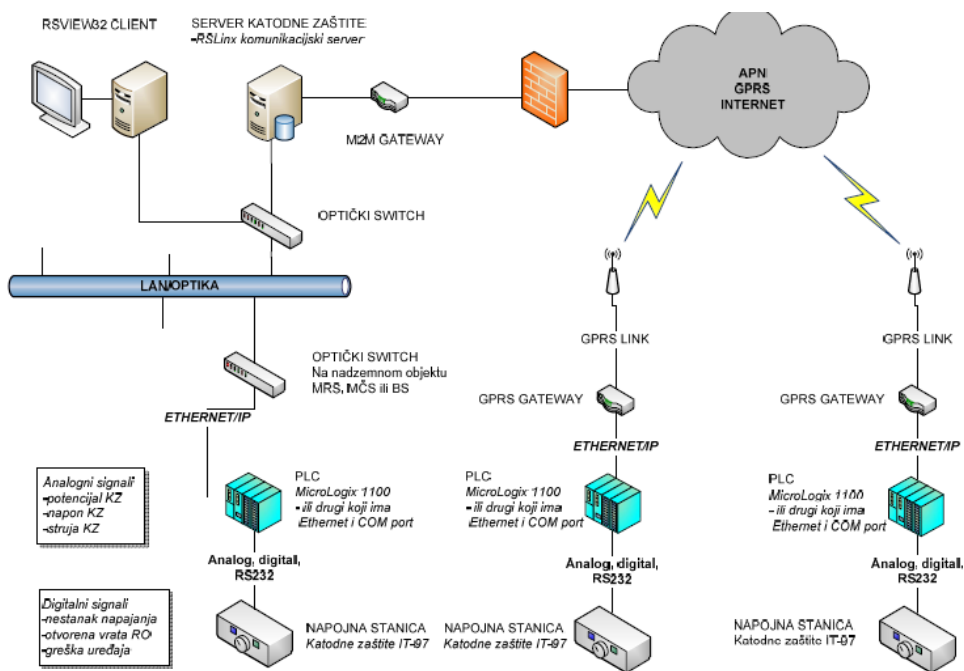 RSVIEW32 CLIENT
SERVER KATODNE ZAŠTITE
-RSLinx komunikacijski server
M2M GATEWAY
APN
GPRS
INTERNET
OPTIČKI SWITCH
LAN/OPTIKA
OPTIČKI SWITCH
Na nadzemnom objektu
MRS, MČS ili BS
ETHERNET/IP
GPRS LINK
GPRS GATEWAY
ETHERNET/IP
GPRS LINK
GPRS GATEWAY
ETHERNET/IP
Analogni signali
-potencijal KZ
-napon KZ
-struja KZ
PLC
MicroLogix 1100
- ili drugi koji ima
Ethernet i COM port
PLC
MicroLogix 1100
- ili drugi koji ima
Ethernet i COM port
PLC
MicroLogix 1100
- ili drugi koji ima
Ethernet i COM port
Analog, digital,
RS232
Analog, digital,
RS232
Analog, digital,
RS232
Digitalni signali
-nestanak napajanja
-otvorena vrata RO
-greška uređaja
NAPOJNA STANICA
Katodne zaštite IT-97
NAPOJNA STANICA
Katodne zaštite IT-97
NAPOJNA STANICA
Katodne zaštite IT-97